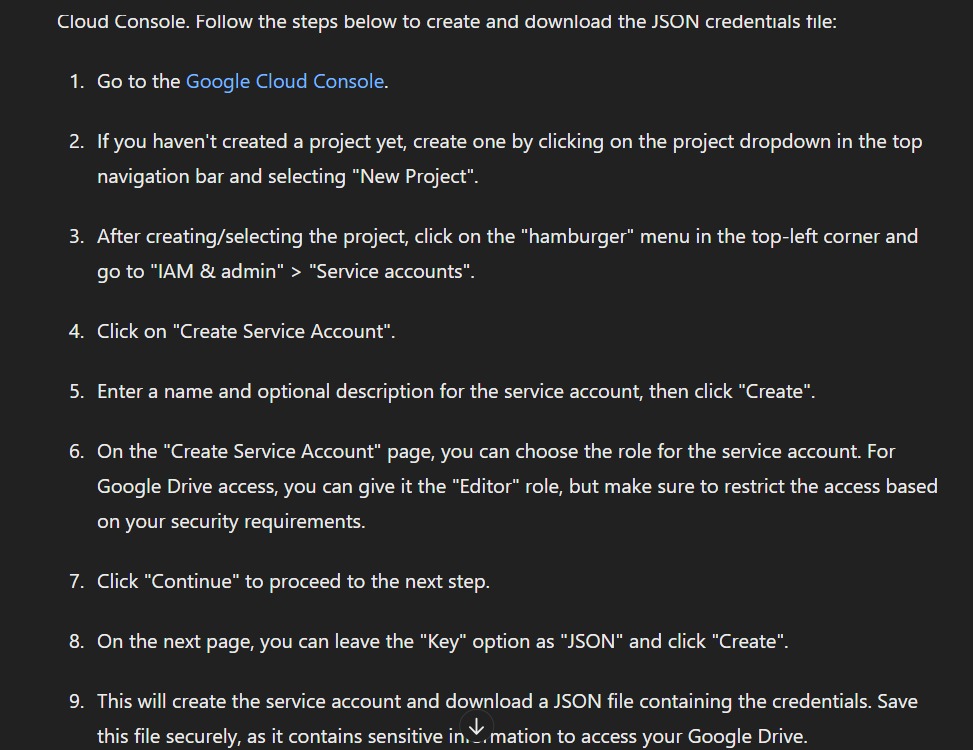 Cloud Console. Follow the steps below to create and download the JSON credentials file:
1. Go to the Google Cloud Console.
2. If you haven't created a project yet, create one by clicking on the project dropdown in the top
navigation bar and selecting "New Project".
3. After creating/selecting the project, click on the "hamburger" menu in the top-left corner and
go to "IAM & admin" > "Service accounts".
4. Click on "Create Service Account".
5. Enter a name and optional description for the service account, then click "Create".
6. On the "Create Service Account" page, you can choose the role for the service account. For
Google Drive access, you can give it the "Editor" role, but make sure to restrict the access based
on your security requirements.
7. Click "Continue" to proceed to the next step.
8. On the next page, you can leave the "Key" option as "JSON" and click "Create".
9. This will create the service account and download a JSON file containing the credentials. Save
this file securely, as it contains sensitive information to access your Google Drive.